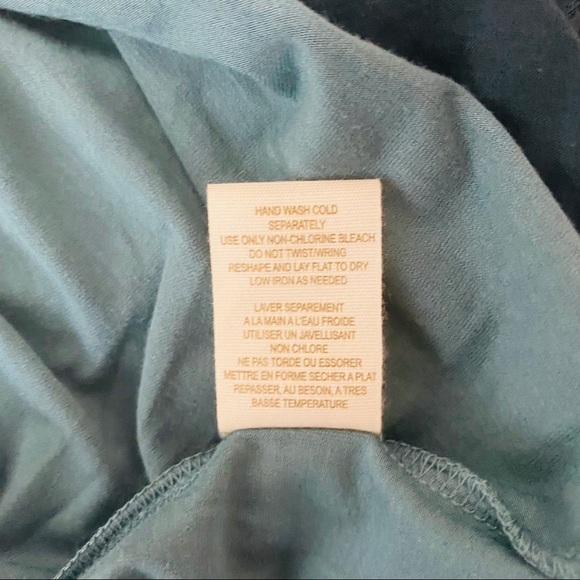 HAND WASH COLD
SEPARATELY
USE ONLY NON-CHLORINE BLEACH
DO NOT TWIST/WRING
RESHAPE AND LAY FLAT TO DRY
LOW IRON AS NEEDED
LAVER SEPAREMENT
A LA MAIN A L'EAU FROIDE
UTILISER UN JAVELLISANT
NON CHLORE
NE PAS TORDE OU ESSORER
METTRE EN FORME SECHER A PLAT
REPASSER, AU BESOIN, A TRES
BASSE TEMPERATURE